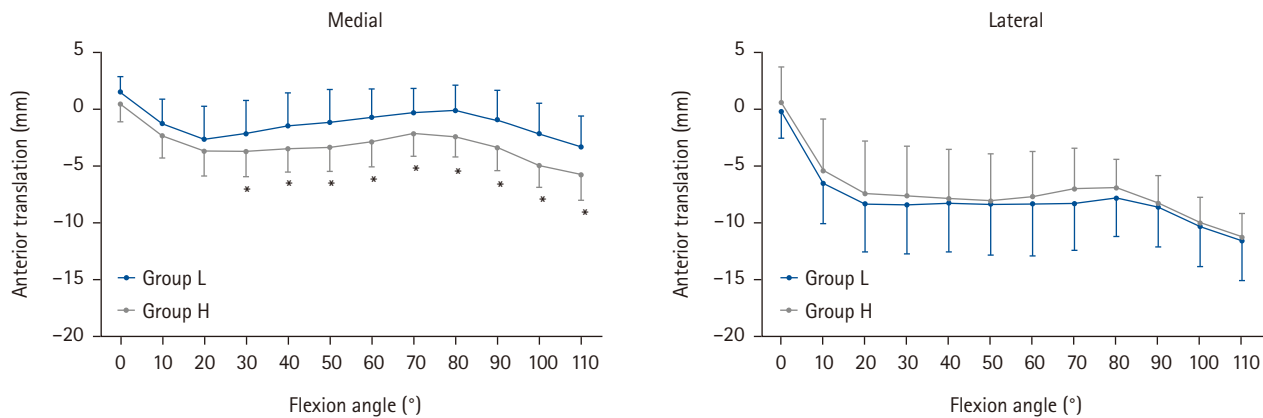 Medial
5
0
−5
−10
−15
−20
Anterior translation (mm)
* * * * * * * * *
Group L
Group H
0 10 20 30 40 50 60 70 80 90 100 110
Flexion angle (°)
Lateral
5
0
−5
−10
−15
−20
Anterior translation (mm)
Group L
Group H
0 10 20 30 40 50 60 70 80 90 100 110
Flexion angle (°)